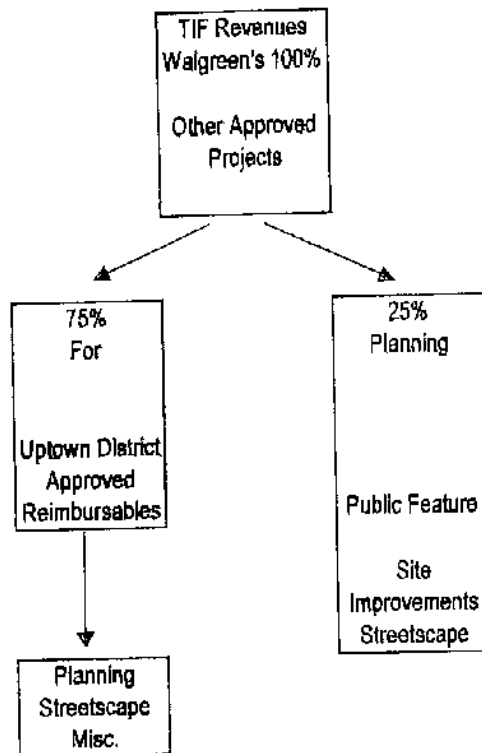 TIF Revenues
Walgreen's 100%
Other Approved
Projects
75%
For
Uptown District
Approved
Reimbursables
25%
Planning
Public Feature
Site
Improvements
Streetscape
Planning
Streetscape
Misc.